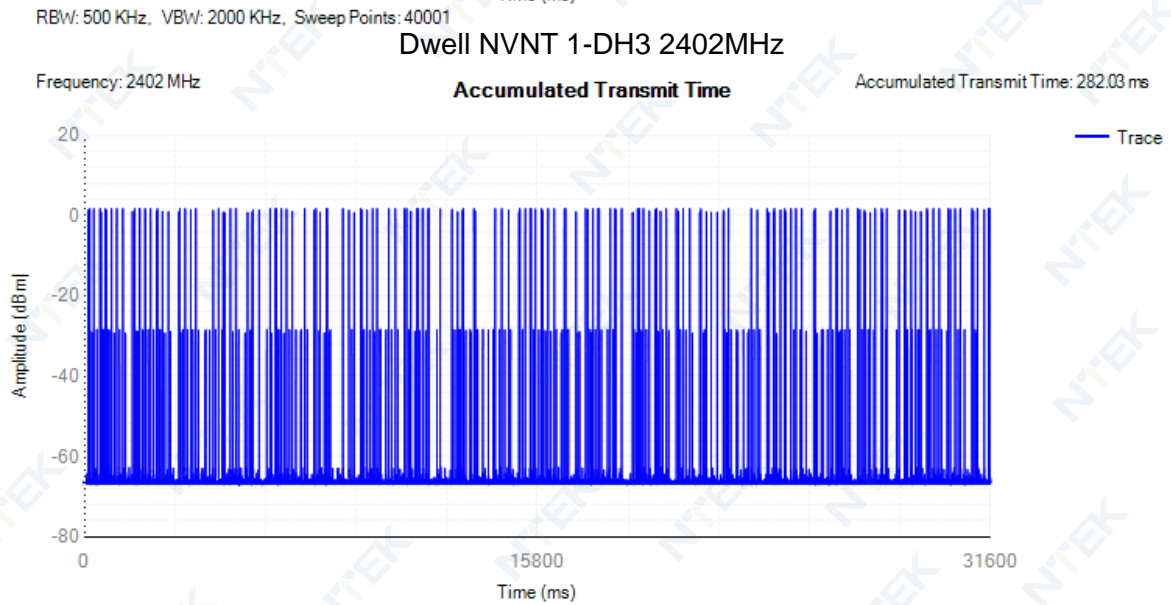 RBW: 500 KHz, VBW: 2000 KHz, Sweep Points: 40001
Dwell NVNT 1-DH3 2402MHz
Frequency: 2402 MHz
Accumulated Transmit Time
Accumulated Transmit Time: 282.03 ms
Trace
20
0
-20
-40
-60
-80
Amplitude [dBm]
0
15800
31600
Time (ms)
NTEK